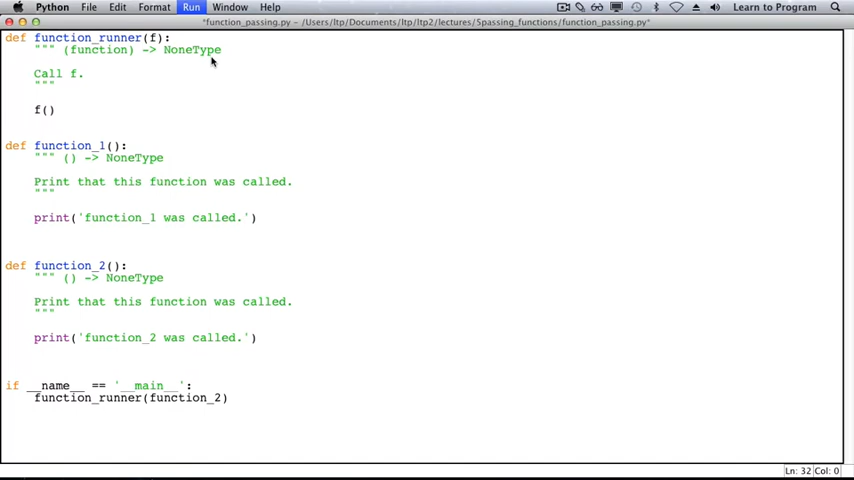 Python File Edit Format Run Window Help Learn to Program
*function_passing.py - /Users/ltp/Documents/ltp/ltp2/lectures/5passing_functions/function_passing.py*
def function_runner(f):
""" (function) -> NoneType
Call f.
"""
f()
def function_1():
""" () -> NoneType
Print that this function was called.
"""
print('function_1 was called.')
def function_2():
""" () -> NoneType
Print that this function was called.
"""
print('function_2 was called.')
if __name__ == '__main__':
function_runner(function_2)
Ln: 32 Col: 0